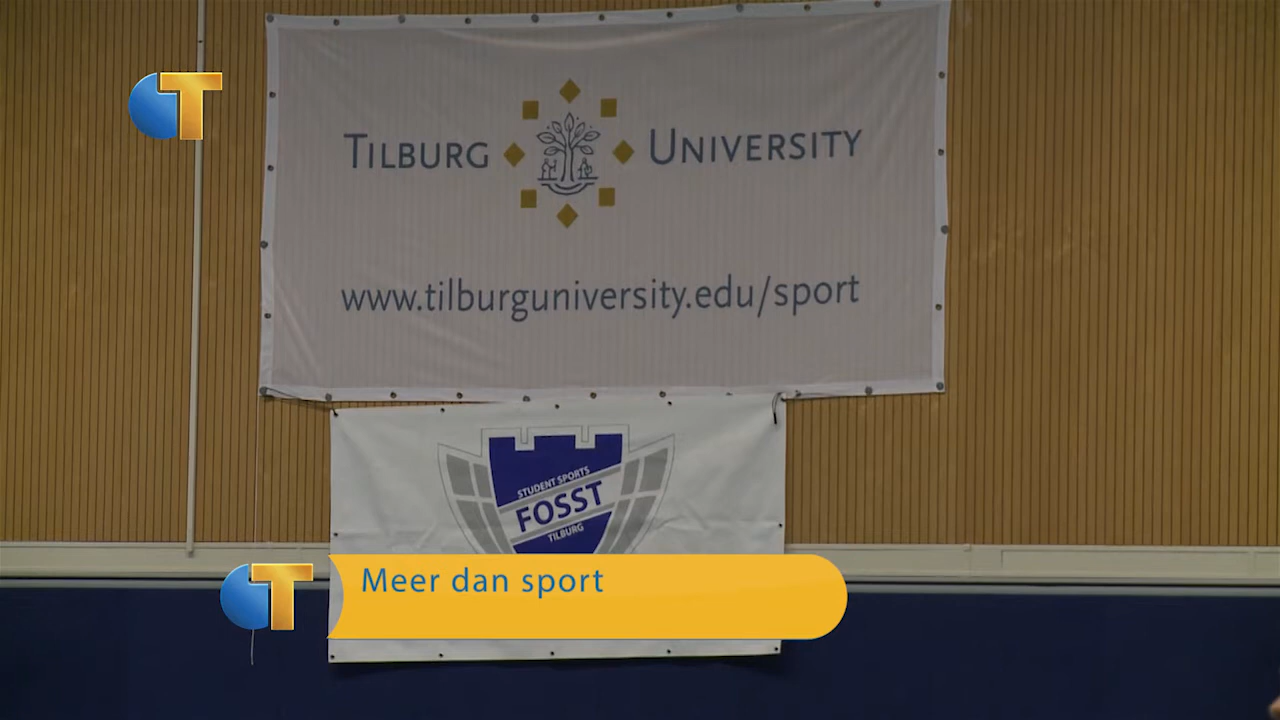 T
TILBURG UNIVERSITY
www.tilburguniversity.edu/sport
STUDENT SPORTS
FOSST
TILBURG
T
Meer dan sport